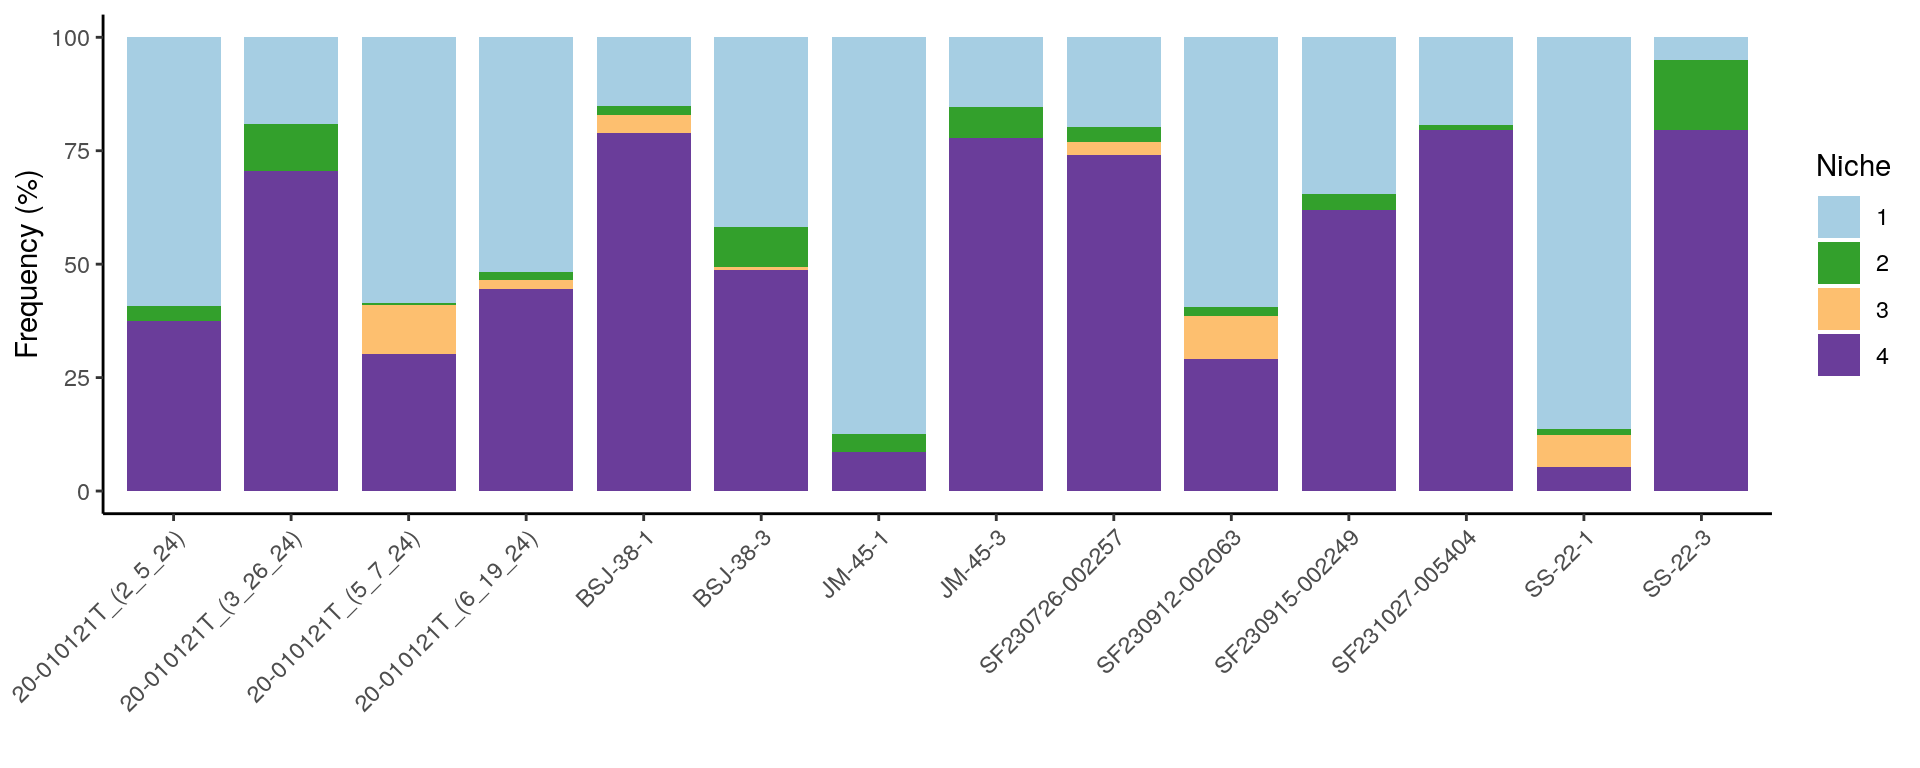 Frequency (%)
100
75
50
25
0
20-010121T_(2_5_24)
20-010121T_(3_26_24)
20-010121T_(5_7_24)
20-010121T_(6_19_24)
BSJ-38-1
BSJ-38-3
JM-45-1
JM-45-3
SF230726-002257
SF230912-002063
SF230915-002249
SF231027-005404
SS-22-1
SS-22-3
Niche
1
2
3
4